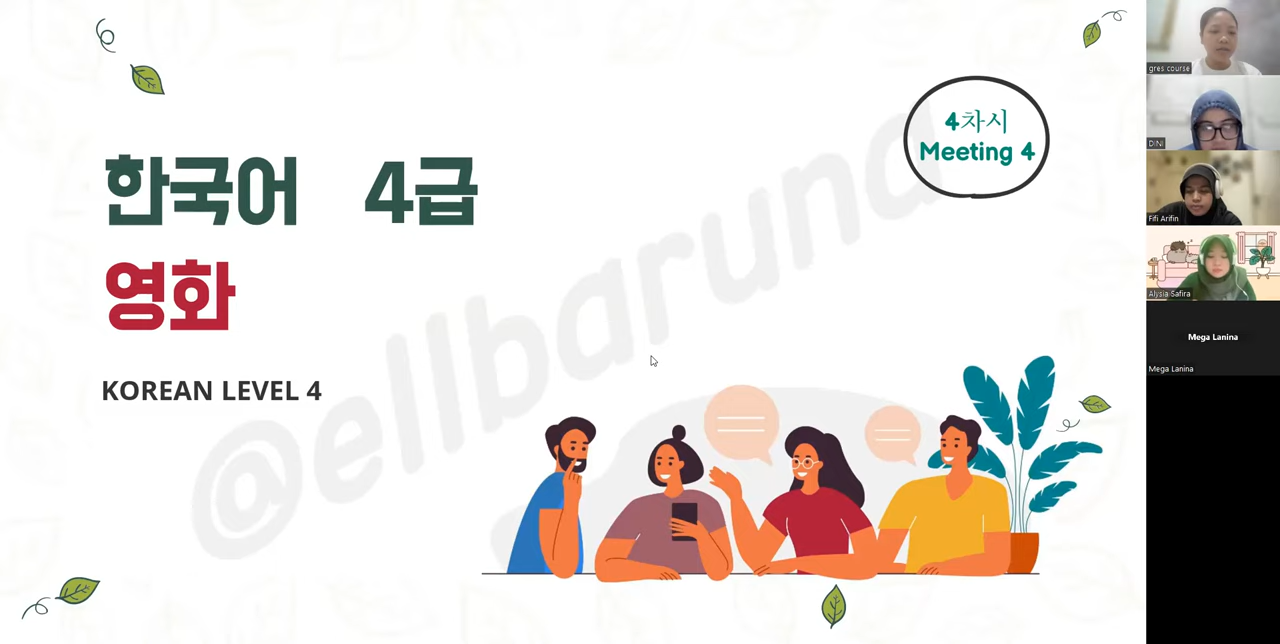 4차시
Meeting 4
한국어 4급
영화
KOREAN LEVEL 4
@ellbarund
gres course
DINI
Fifi Arifin
Alysia Safira
Mega Lanina
Mega Lanina